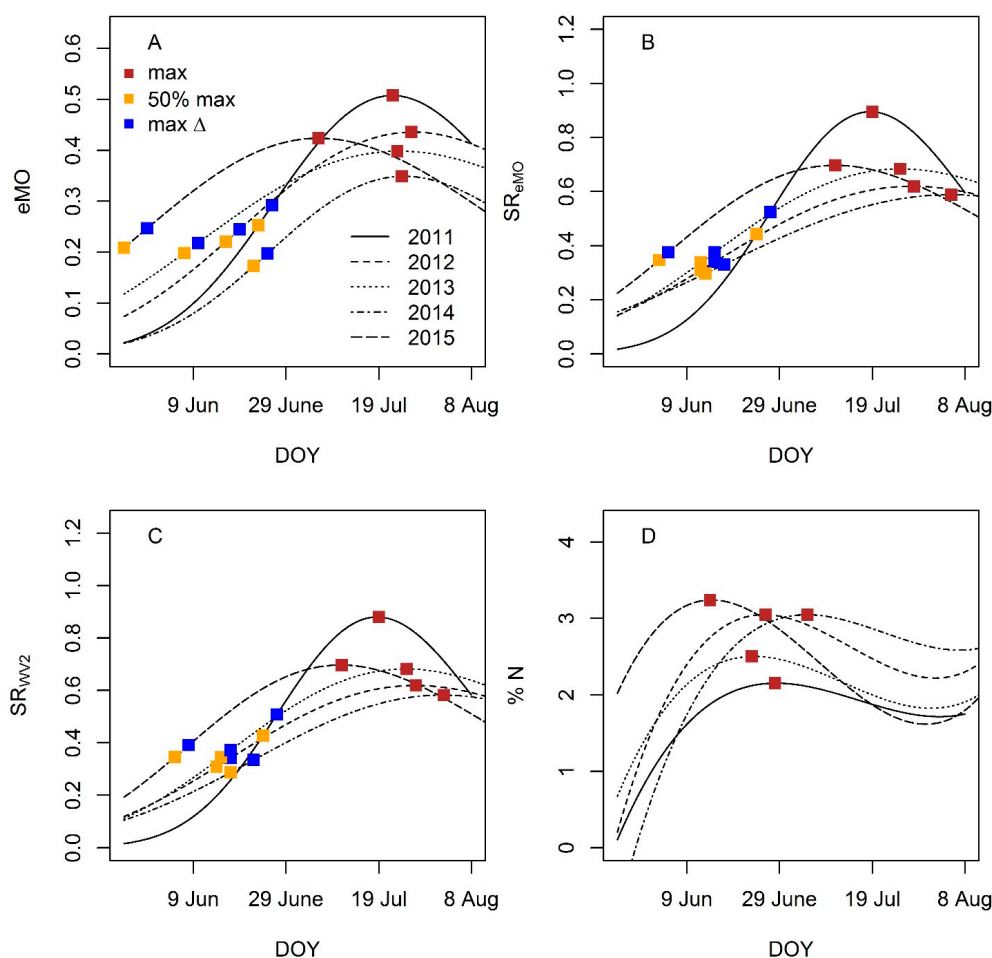 A
max
50% max
max Δ
2011
2012
2013
2014
2015
eMO
0.0
0.1
0.2
0.3
0.4
0.5
0.6
9 Jun
29 June
19 Jul
8 Aug
DOY
B
SReMO
0.0
0.2
0.4
0.6
0.8
1.0
1.2
9 Jun
29 June
19 Jul
8 Aug
DOY
C
SRWV2
0.0
0.2
0.4
0.6
0.8
1.0
1.2
9 Jun
29 June
19 Jul
8 Aug
DOY
D
% N
0
1
2
3
4
9 Jun
29 June
19 Jul
8 Aug
DOY